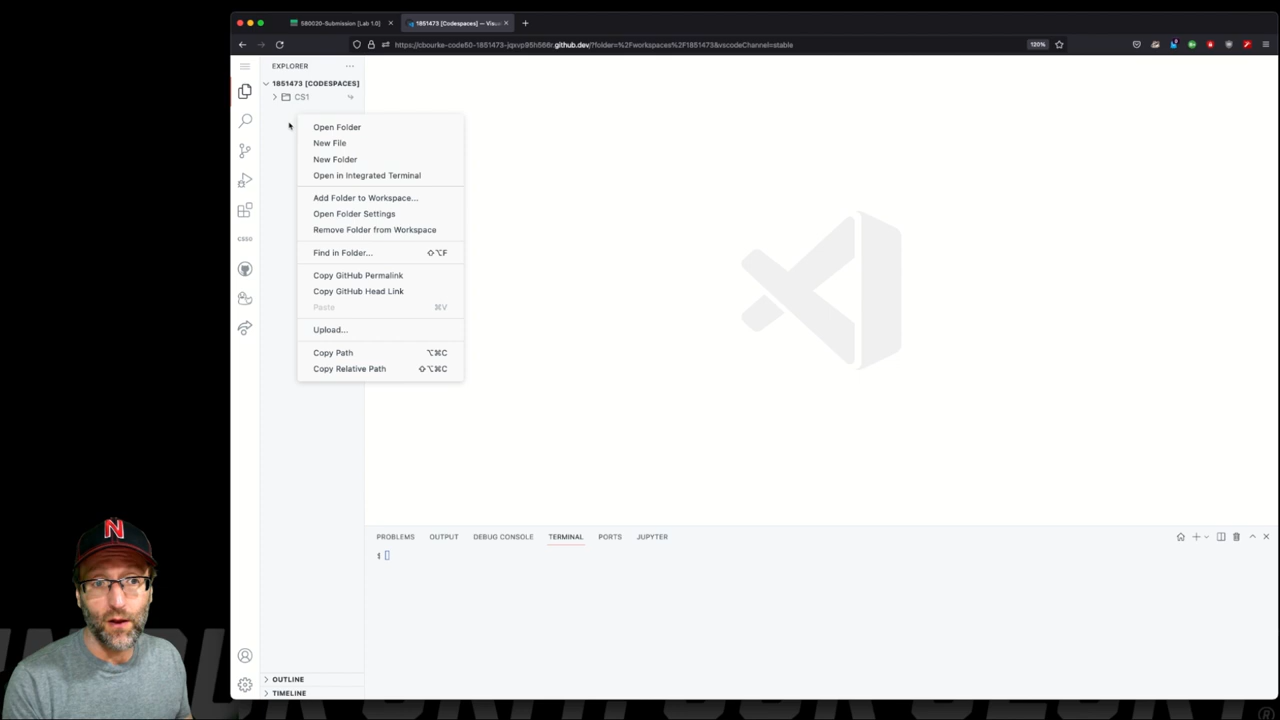 580020-Submission [Lab 1.0]
1851473 [Codespaces] — Visu
https://cbourke-code50-1851473-jqxvp95h566r.github.dev/?folder=%2Fworkspaces%2F1851473&vscodeChannel=stable
120%
EXPLORER
1851473 [CODESPACES]
CS1
Open Folder
New File
New Folder
Open in Integrated Terminal
Add Folder to Workspace...
Open Folder Settings
Remove Folder from Workspace
Find in Folder... ⇧⌥F
Copy GitHub Permalink
Copy GitHub Head Link
Paste ⌘V
Upload...
Copy Path ⌥⌘C
Copy Relative Path ⇧⌥⌘C
CS50
PROBLEMS OUTPUT DEBUG CONSOLE TERMINAL PORTS JUPYTER
N
OUTLINE
TIMELINE